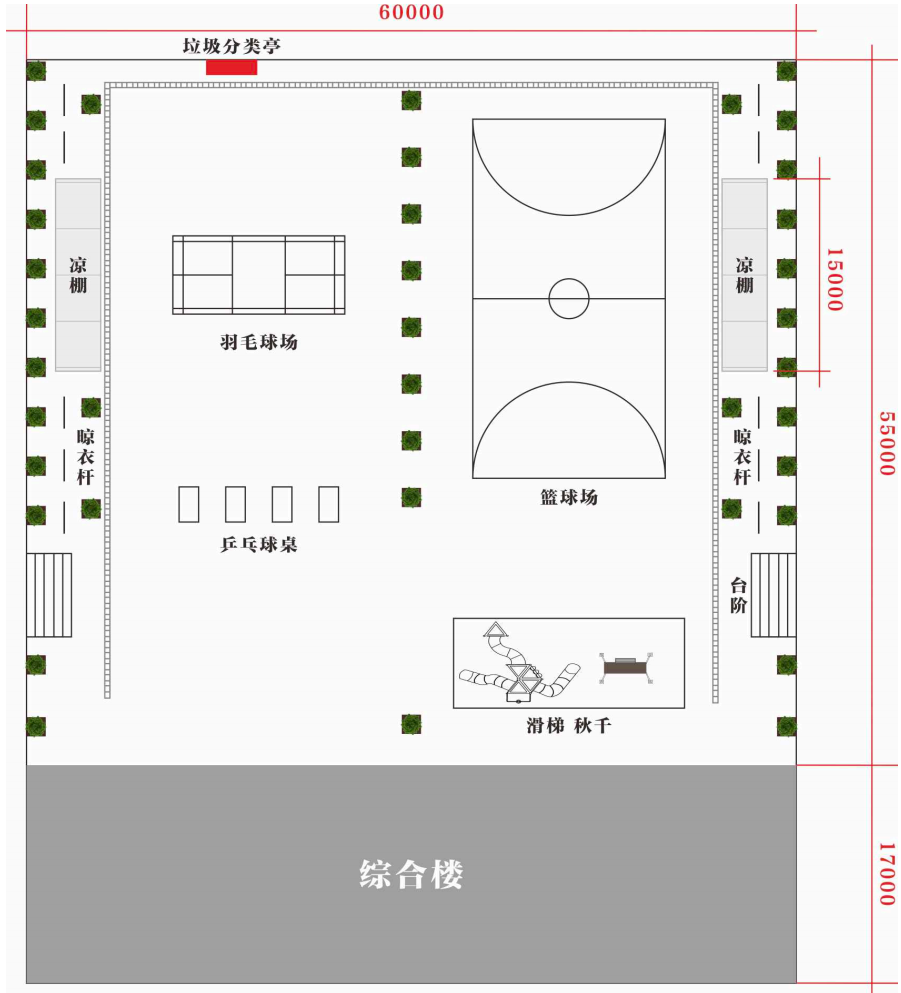 60000
垃圾分类亭
凉棚
凉棚
15000
羽毛球场
55000
晾衣杆
晾衣杆
篮球场
乒乓球桌
台阶
滑梯 秋千
综合楼
17000